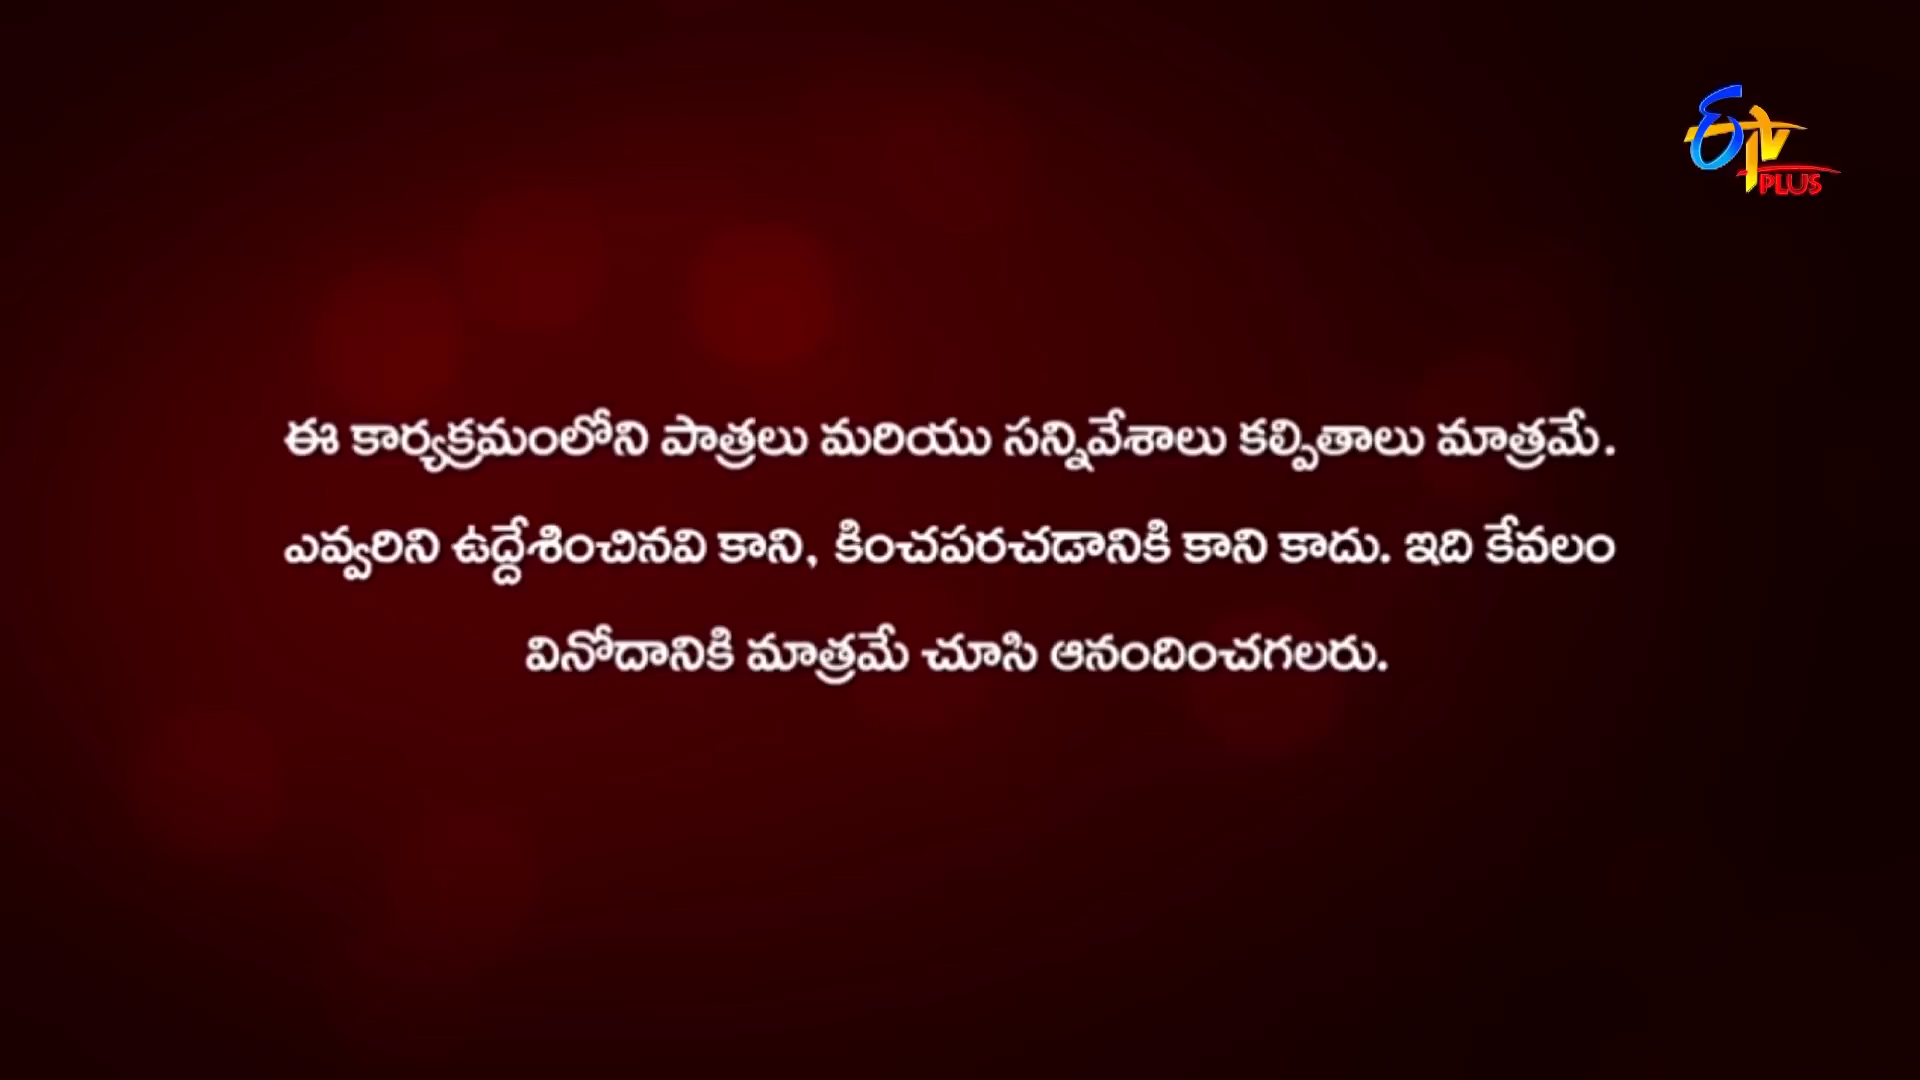 ETV
PLUS
ఈ కార్యక్రమంలోని పాత్రలు మరియు సన్నివేశాలు కల్పితాలు మాత్రమే.
ఎవ్వరిని ఉద్దేశించినవి కాని, కించపరచడానికి కాని కాదు. ఇది కేవలం
వినోదానికి మాత్రమే చూసి ఆనందించగలరు.